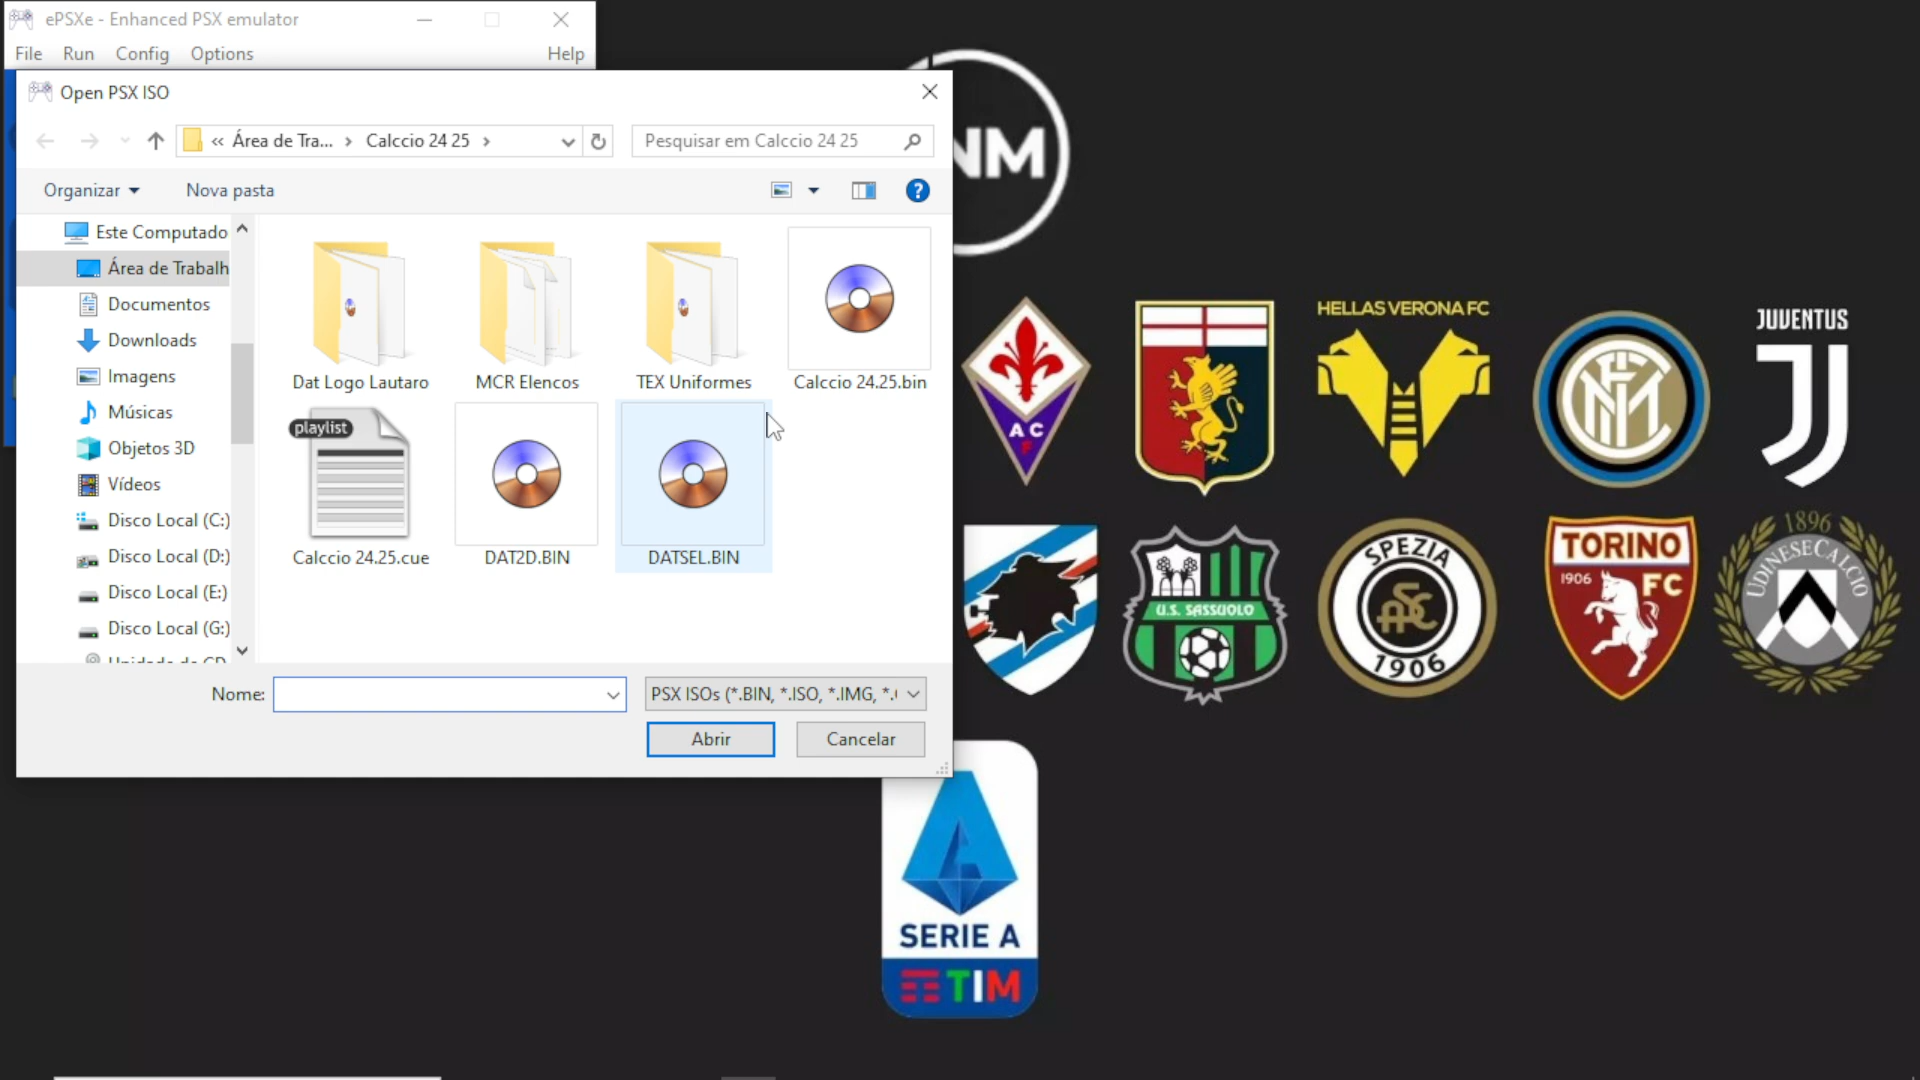 ePSXe - Enhanced PSX emulator
File Run Config Options Help
Open PSX ISO
« Área de Tra... › Calccio 24 25 ›
Pesquisar em Calccio 24 25
Organizar
Nova pasta
Este Computado
Área de Trabalh
Documentos
Downloads
Imagens
Músicas
Objetos 3D
Vídeos
Disco Local (C:)
Disco Local (D:)
Disco Local (E:)
Disco Local (G:)
Dat Logo Lautaro
MCR Elencos
TEX Uniformes
Calccio 24.25.bin
playlist
Calccio 24.25.cue
DAT2D.BIN
DATSEL.BIN
Nome:
PSX ISOs (*.BIN, *.ISO, *.IMG, *.
Abrir
Cancelar
NM
AC
F
HELLAS VERONA FC
JUVENTUS
U.S. SASSUOLO
SPEZIA
1906
TORINO
1906
FC
1896
UDINESE CALCIO
SERIE A
TIM